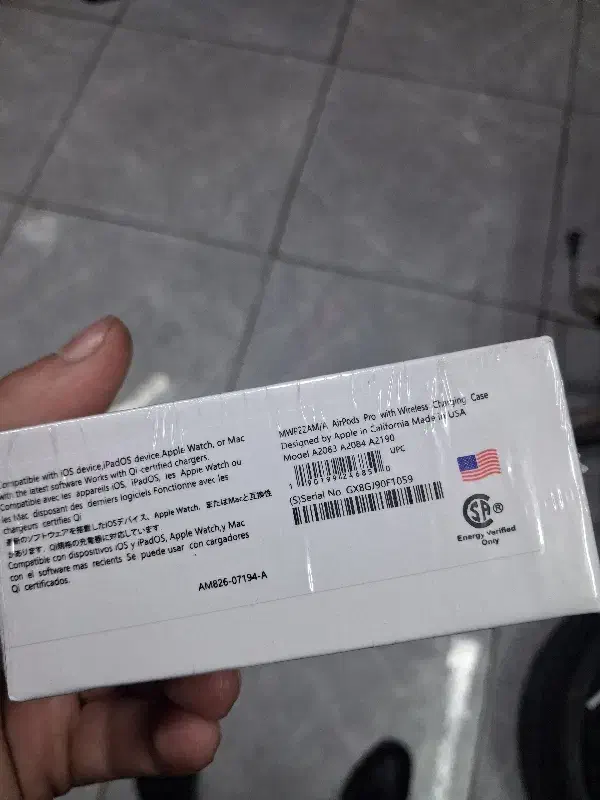 Compatible with iOS device,iPadOS device,Apple Watch, or Mac
with the latest software Works with Qi-certified chargers.
Compatible avec les appareils iOS, iPadOS, les Apple Watch ou
les Mac, disposant des derniers logiciels Fonctionne avec les
chargeurs certifies Qi
のソフトウェアを搭載したiOSデバイス、Apple Watch、またはMacと互換性
があります。Qi規格の充電器に対応しています
Compatible con dispositivos iOS y iPadOS, Apple Watch,y Mac
con el software mas recients Se puede usar con cargadores
Qi certificados.
AM826-07194-A
MWP22AM/A AirPods Pro with Wireless Charging Case
Designed by Apple in California Made in USA
Model A2083 A2084 A2190
UPC
1 90199 24685 0
(S)Serial No. GX8GJ90F1059
SA®
Energy Verified
Only